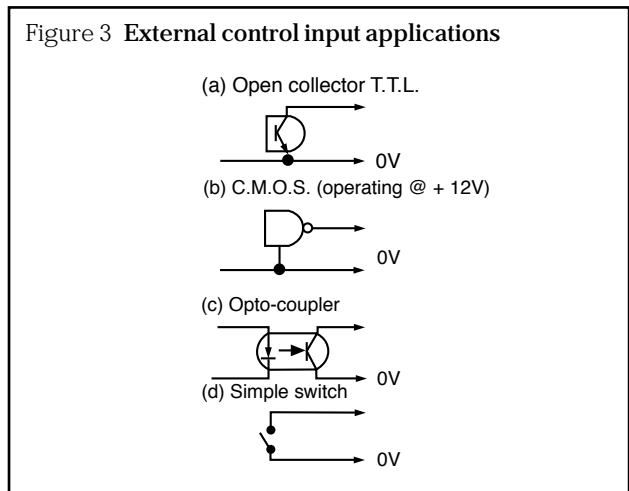 Figure 3 External control input applications
(a) Open collector T.T.L.
0V
(b) C.M.O.S. (operating @ + 12V)
0V
(c) Opto-coupler
0V
(d) Simple switch
0V